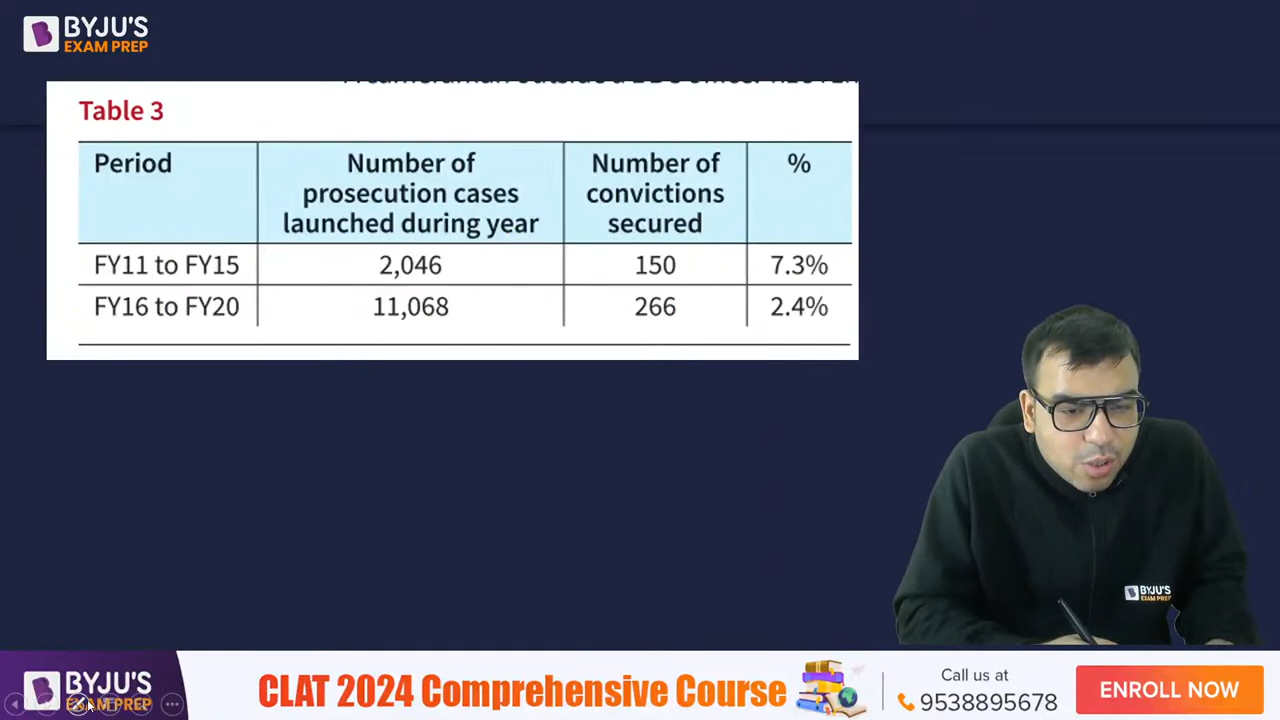 BYJU'S
EXAM PREP
Table 3
Period
Number of
prosecution cases
launched during year
Number of
convictions
secured
%
FY11 to FY15 2,046 150 7.3%
FY16 to FY20 11,068 266 2.4%
BYJU'S
EXAM PREP
BYJU'S
EXAM PREP
CLAT 2024 Comprehensive Course
Call us at
9538895678
ENROLL NOW